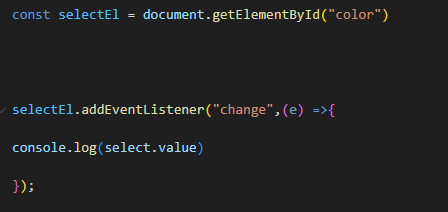 const selectEl = document.getElementById("color")
selectEl.addEventListener("change",(e) =>{
console.log(select.value)
});